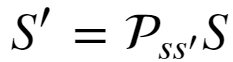 S′ = 𝒫ₛₛ′S